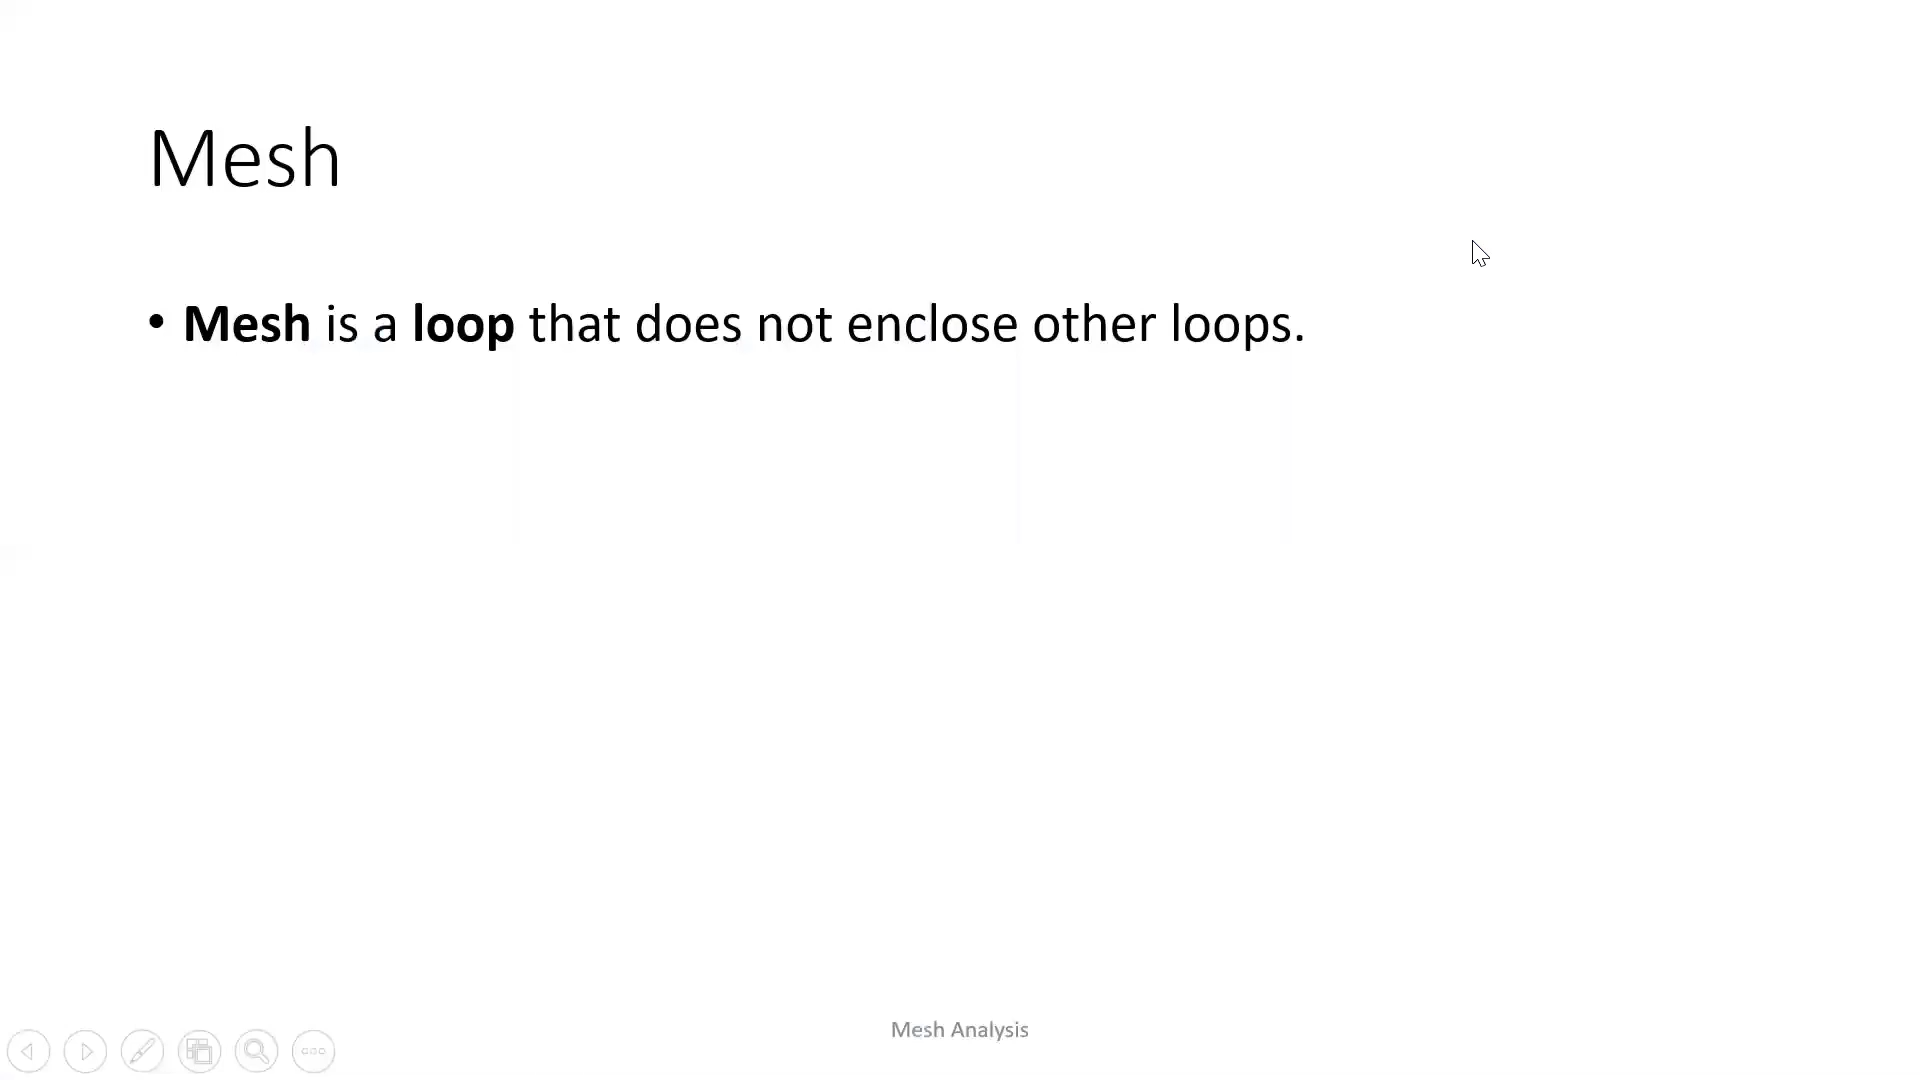 Mesh
• Mesh is a loop that does not enclose other loops.
Mesh Analysis